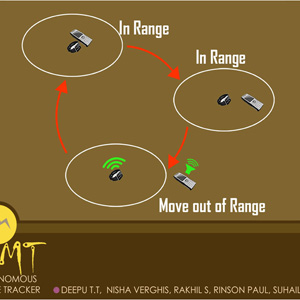 In Range
In Range
Move out of Range
MT
NOMOUS
E TRACKER
DEEPU T.T, NISHA VERGHIS, RAKHIL S, RINSON PAUL, SUHAIL